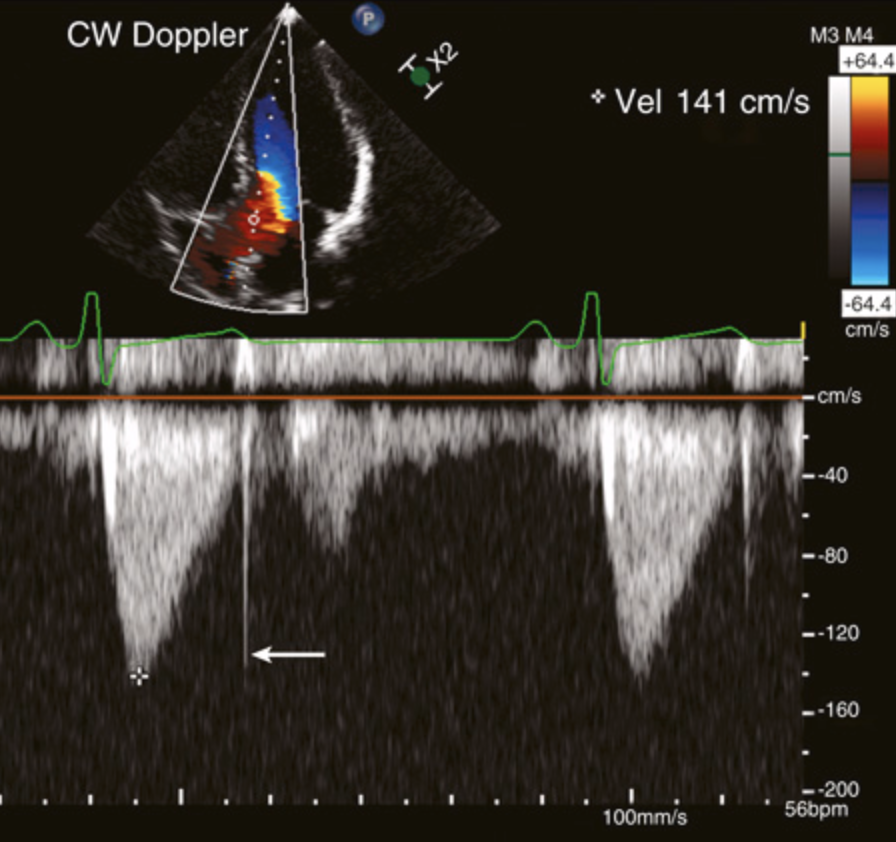 CW Doppler
P
X2
M3 M4
+64.4
Vel 141 cm/s
-64.4
cm/s
cm/s
-40
-80
-120
-160
-200
100mm/s
56bpm